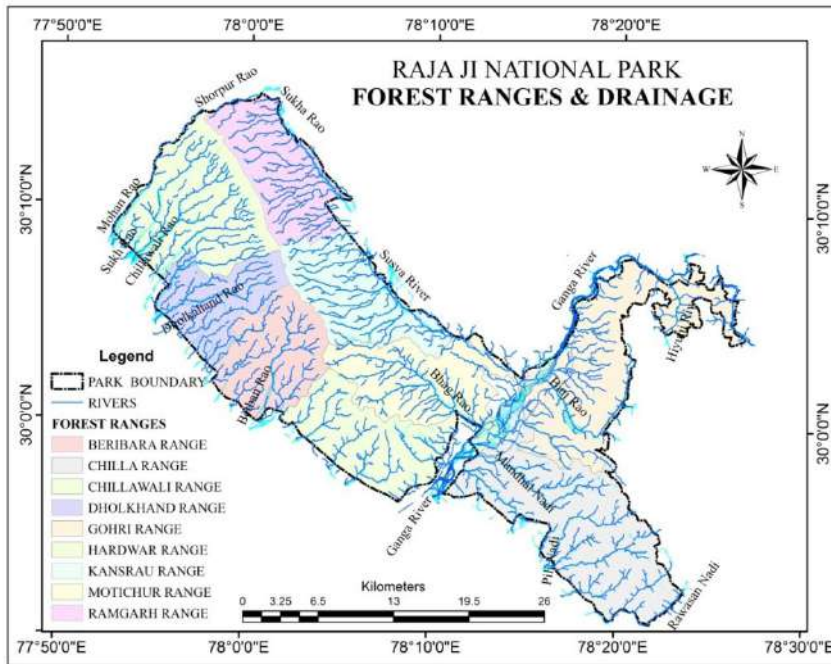 77°50'0"E
78°0'0"E
78°10'0"E
78°20'0"E
RAJA JI NATIONAL PARK
FOREST RANGES & DRAINAGE
N
W
E
S
30°10'0"N
30°10'0"N
30°0'0"N
30°0'0"N
Shorpur Rao
Sukha Rao
Mohan Rao
Sukh Rao
Chillawali Rao
Dholkhand Rao
Susva River
Ganga River
Bhag Rao
Mundhal Nadi
Ganga River
Rawasan Nadi
Legend
PARK BOUNDARY
RIVERS
FOREST RANGES
BERIBARA RANGE
CHILLA RANGE
CHILLAWALI RANGE
DHOLKHAND RANGE
GOHRI RANGE
HARDWAR RANGE
KANSRAU RANGE
MOTICHUR RANGE
RAMGARH RANGE
Kilometers
0 3.25 6.5 13 19.5 26
77°50'0"E
78°0'0"E
78°10'0"E
78°20'0"E
78°30'0"E